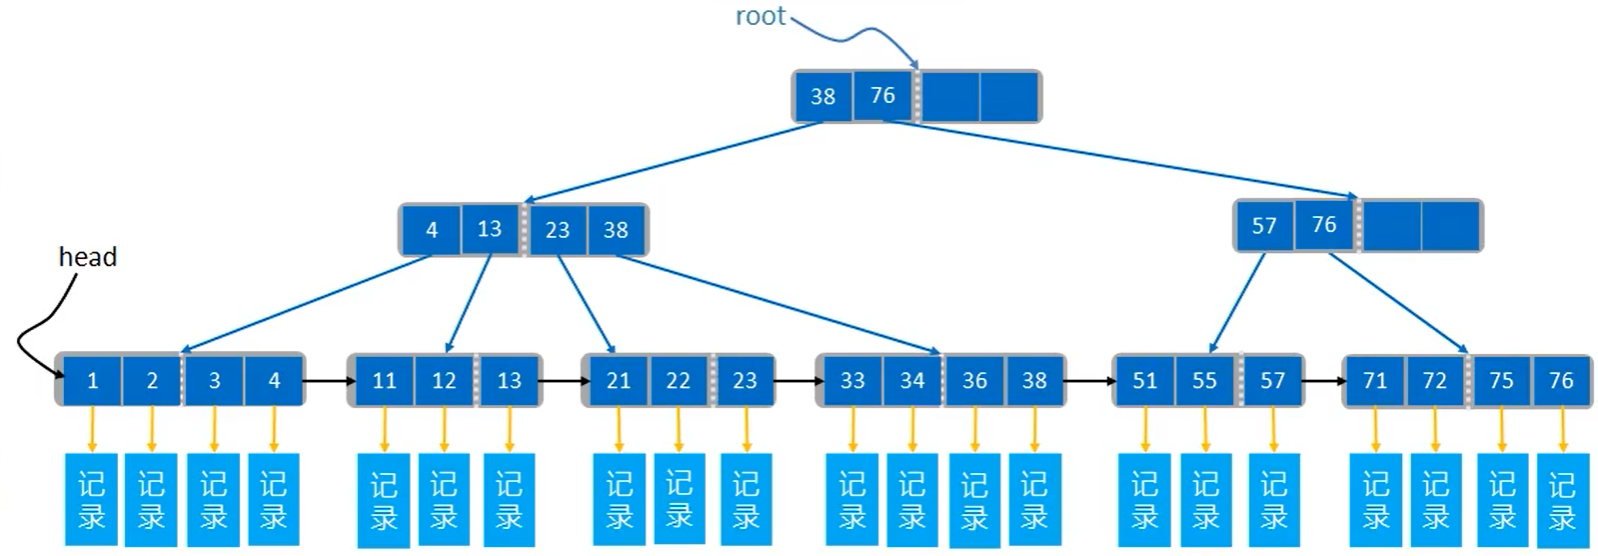 root
38 76
4 13 23 38
57 76
head
1 2 3 4
11 12 13
21 22 23
33 34 36 38
51 55 57
71 72 75 76
记录 记录 记录 记录
记录 记录 记录
记录 记录 记录
记录 记录 记录 记录
记录 记录 记录
记录 记录 记录 记录